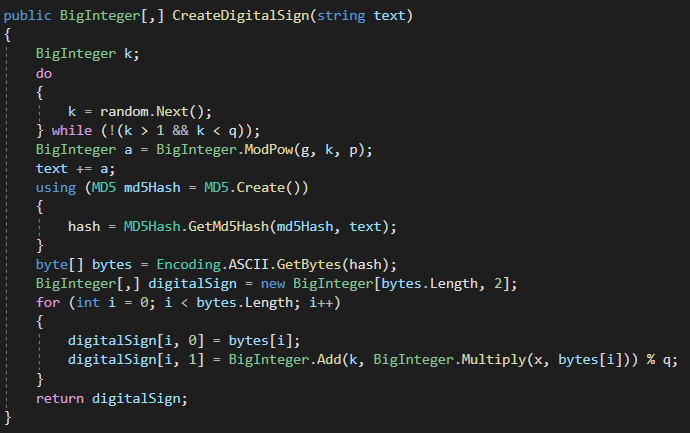 public BigInteger[,] CreateDigitalSign(string text)
{
BigInteger k;
do
{
k = random.Next();
} while (!(k > 1 && k < q));
BigInteger a = BigInteger.ModPow(g, k, p);
text += a;
using (MD5 md5Hash = MD5.Create())
{
hash = MD5Hash.GetMd5Hash(md5Hash, text);
}
byte[] bytes = Encoding.ASCII.GetBytes(hash);
BigInteger[,] digitalSign = new BigInteger[bytes.Length, 2];
for (int i = 0; i < bytes.Length; i++)
{
digitalSign[i, 0] = bytes[i];
digitalSign[i, 1] = BigInteger.Add(k, BigInteger.Multiply(x, bytes[i])) % q;
}
return digitalSign;
}